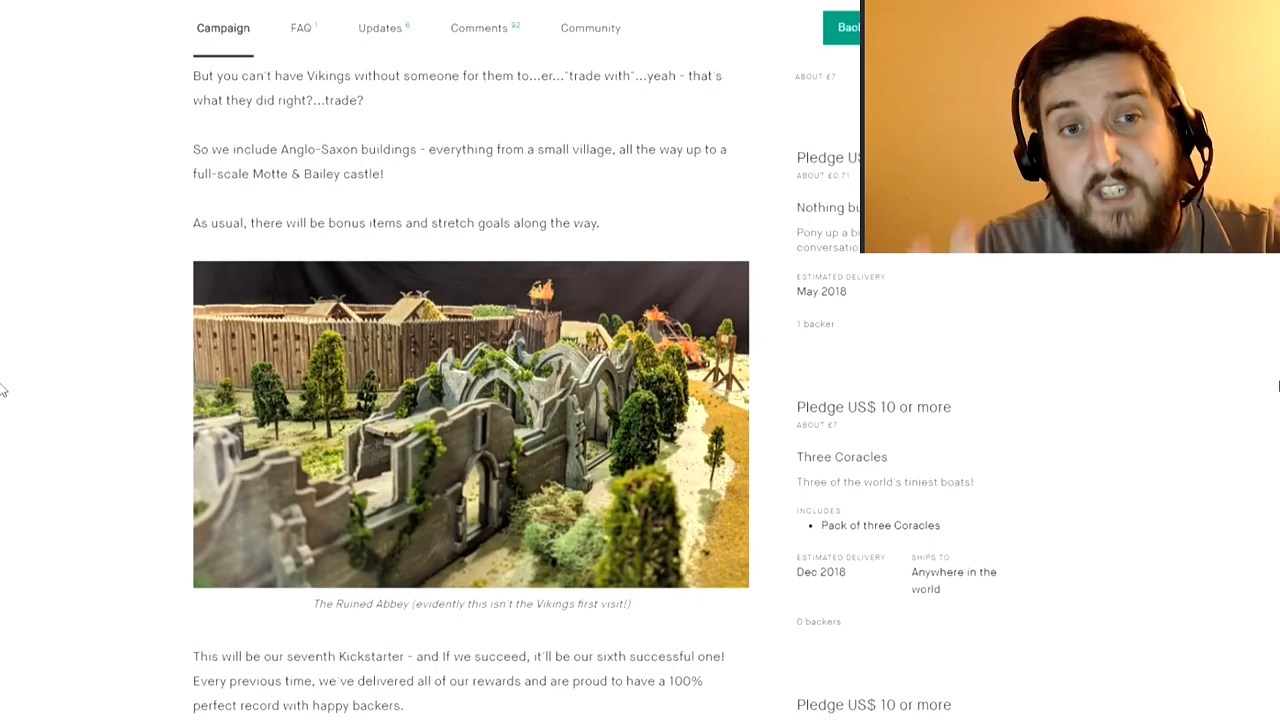 Campaign
FAQ 1
Updates 6
Comments 92
Community
But you can't have Vikings without someone for them to...er..."trade with"...yeah - that's
what they did right?...trade?
So we include Anglo-Saxon buildings - everything from a small village, all the way up to a
full-scale Motte & Bailey castle!
As usual, there will be bonus items and stretch goals along the way.
The Ruined Abbey (evidently this isn't the Vikings first visit!)
This will be our seventh Kickstarter - and If we succeed, it'll be our sixth successful one!
Every previous time, we've delivered all of our rewards and are proud to have a 100%
perfect record with happy backers.
ABOUT £7
Pledge
ABOUT £0.71
Nothing
Pony up a
ESTIMATED DELIVERY
May 2018
1 backer
Pledge US$ 10 or more
ABOUT £7
Three Coracles
Three of the world's tiniest boats!
INCLUDES:
• Pack of three Coracles
ESTIMATED DELIVERY
Dec 2018
SHIPS TO
Anywhere in the
world
0 backers
Pledge US$ 10 or more